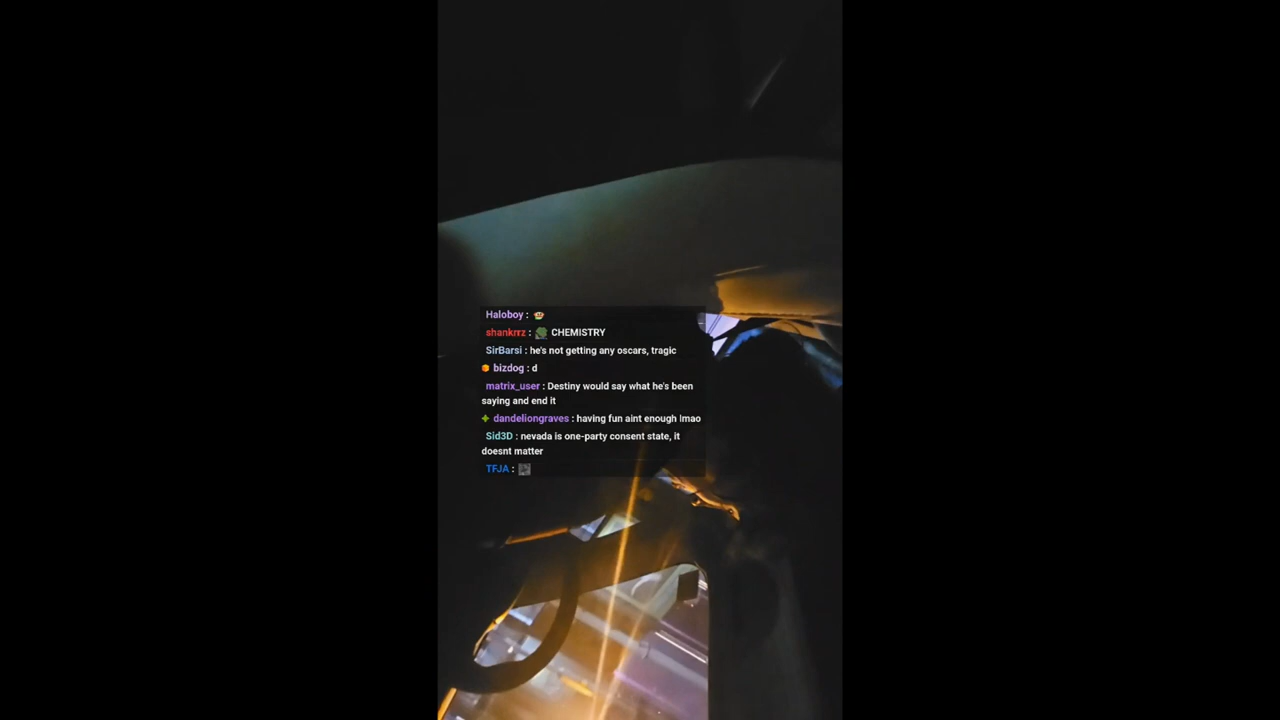 Haloboy :
shankrrz : CHEMISTRY
SirBarsi : he's not getting any oscars, tragic
bizdog : d
matrix_user : Destiny would say what he's been
saying and end it
dandeliongraves : having fun aint enough lmao
Sid3D : nevada is one-party consent state, it
doesnt matter
TFJA :